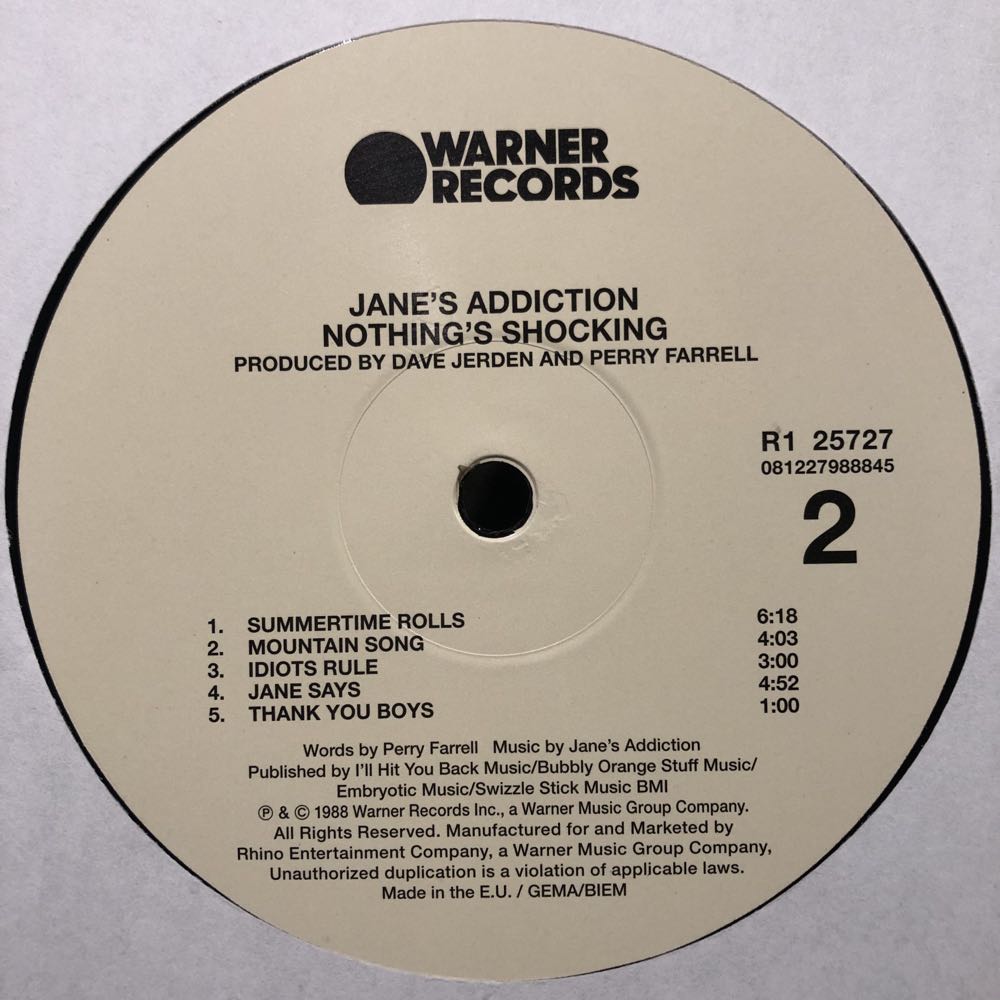 WARNER
RECORDS
JANE'S ADDICTION
NOTHING'S SHOCKING
PRODUCED BY DAVE JERDEN AND PERRY FARRELL
R1 25727
081227988845
2
1. SUMMERTIME ROLLS 6:18
2. MOUNTAIN SONG 4:03
3. IDIOTS RULE 3:00
4. JANE SAYS 4:52
5. THANK YOU BOYS 1:00
Words by Perry Farrell Music by Jane's Addiction
Published by I'll Hit You Back Music/Bubbly Orange Stuff Music/
Embryotic Music/Swizzle Stick Music BMI
℗ & © 1988 Warner Records Inc., a Warner Music Group Company.
All Rights Reserved. Manufactured for and Marketed by
Rhino Entertainment Company, a Warner Music Group Company,
Unauthorized duplication is a violation of applicable laws.
Made in the E.U. / GEMA/BIEM